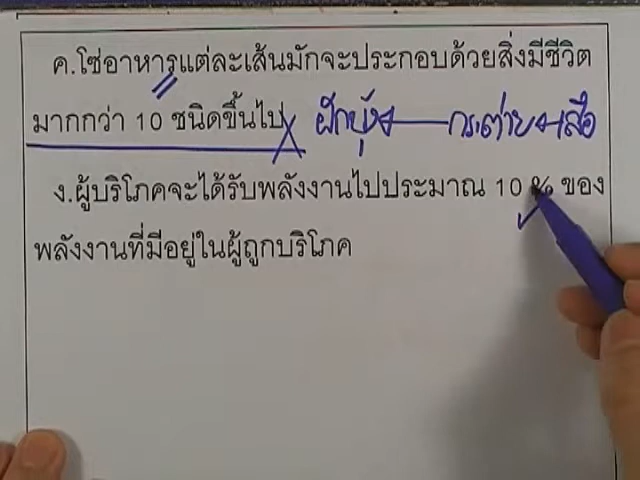 ค.โซ่อาหารแต่ละเส้นมักจะประกอบด้วยสิ่งมีชีวิต
มากกว่า 10 ชนิดขึ้นไป ผักบุ้ง กระต่าย เสือ
ง.ผู้บริโภคจะได้รับพลังงานไปประมาณ 10 % ของ
พลังงานที่มีอยู่ในผู้ถูกบริโภค